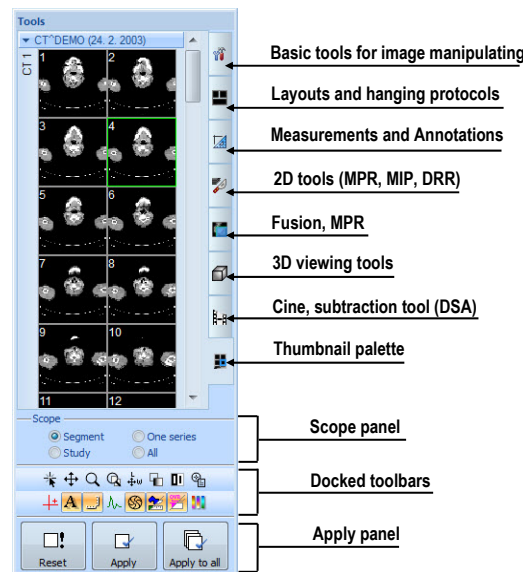 Tools
CT^DEMO (24. 2. 2003)
CT 1
1 2
3 4
5 6
7 8
9 10
11 12
Basic tools for image manipulating
Layouts and hanging protocols
Measurements and Annotations
2D tools (MPR, MIP, DRR)
Fusion, MPR
3D viewing tools
Cine, subtraction tool (DSA)
Thumbnail palette
Scope
Segment One series
Study All
Scope panel
A
Docked toolbars
Reset Apply Apply to all
Apply panel